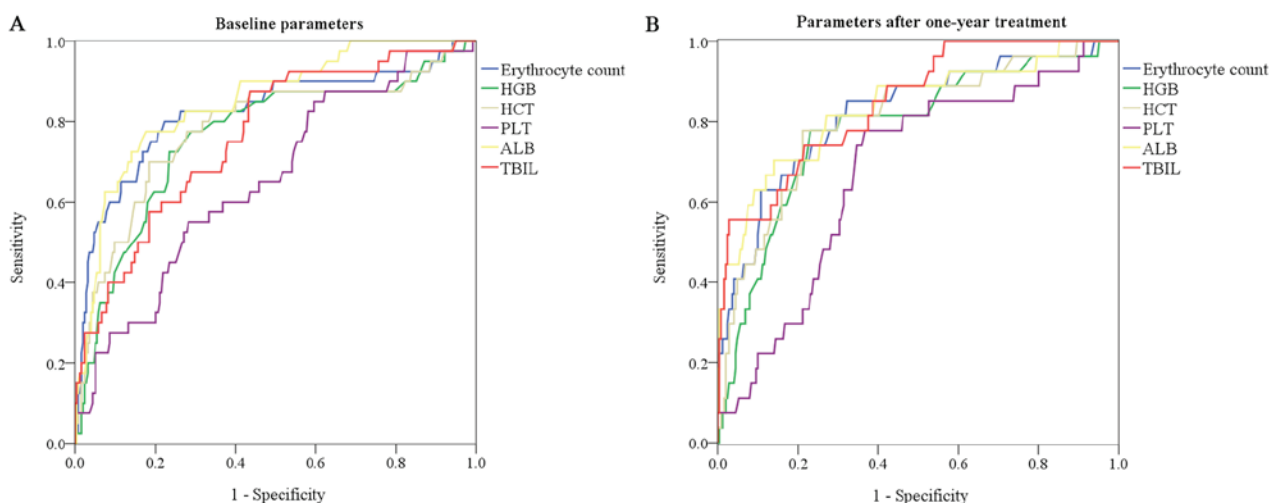 A
Baseline parameters
1.0
0.8
0.6
0.4
0.2
0.0
Sensitivity
0.0 0.2 0.4 0.6 0.8 1.0
1 - Specificity
Erythrocyte count
HGB
HCT
PLT
ALB
TBIL
B
Parameters after one-year treatment
1.0
0.8
0.6
0.4
0.2
0.0
Sensitivity
0.0 0.2 0.4 0.6 0.8 1.0
1 - Specificity
Erythrocyte count
HGB
HCT
PLT
ALB
TBIL